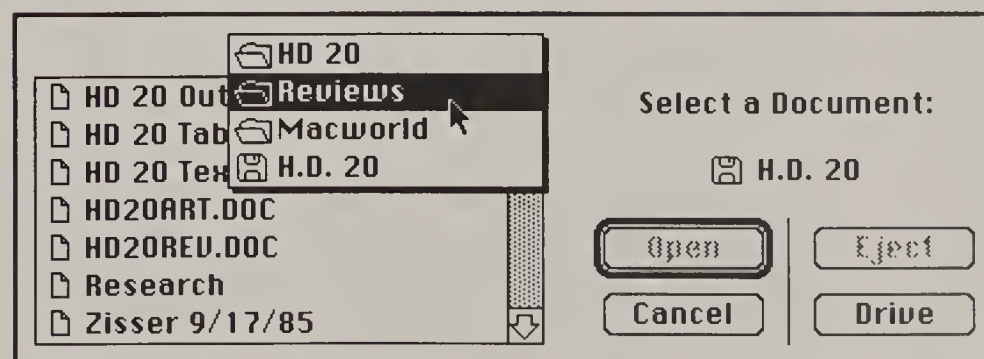 HD 20
Reviews
Macworld
H.D. 20
HD 20 Out
HD 20 Tab
HD 20 Tex
HD20ART.DOC
HD20REV.DOC
Research
Zisser 9/17/85
Select a Document:
H.D. 20
Open
Eject
Cancel
Drive